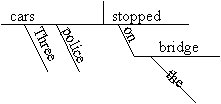 cars stopped
Three police on
bridge
the